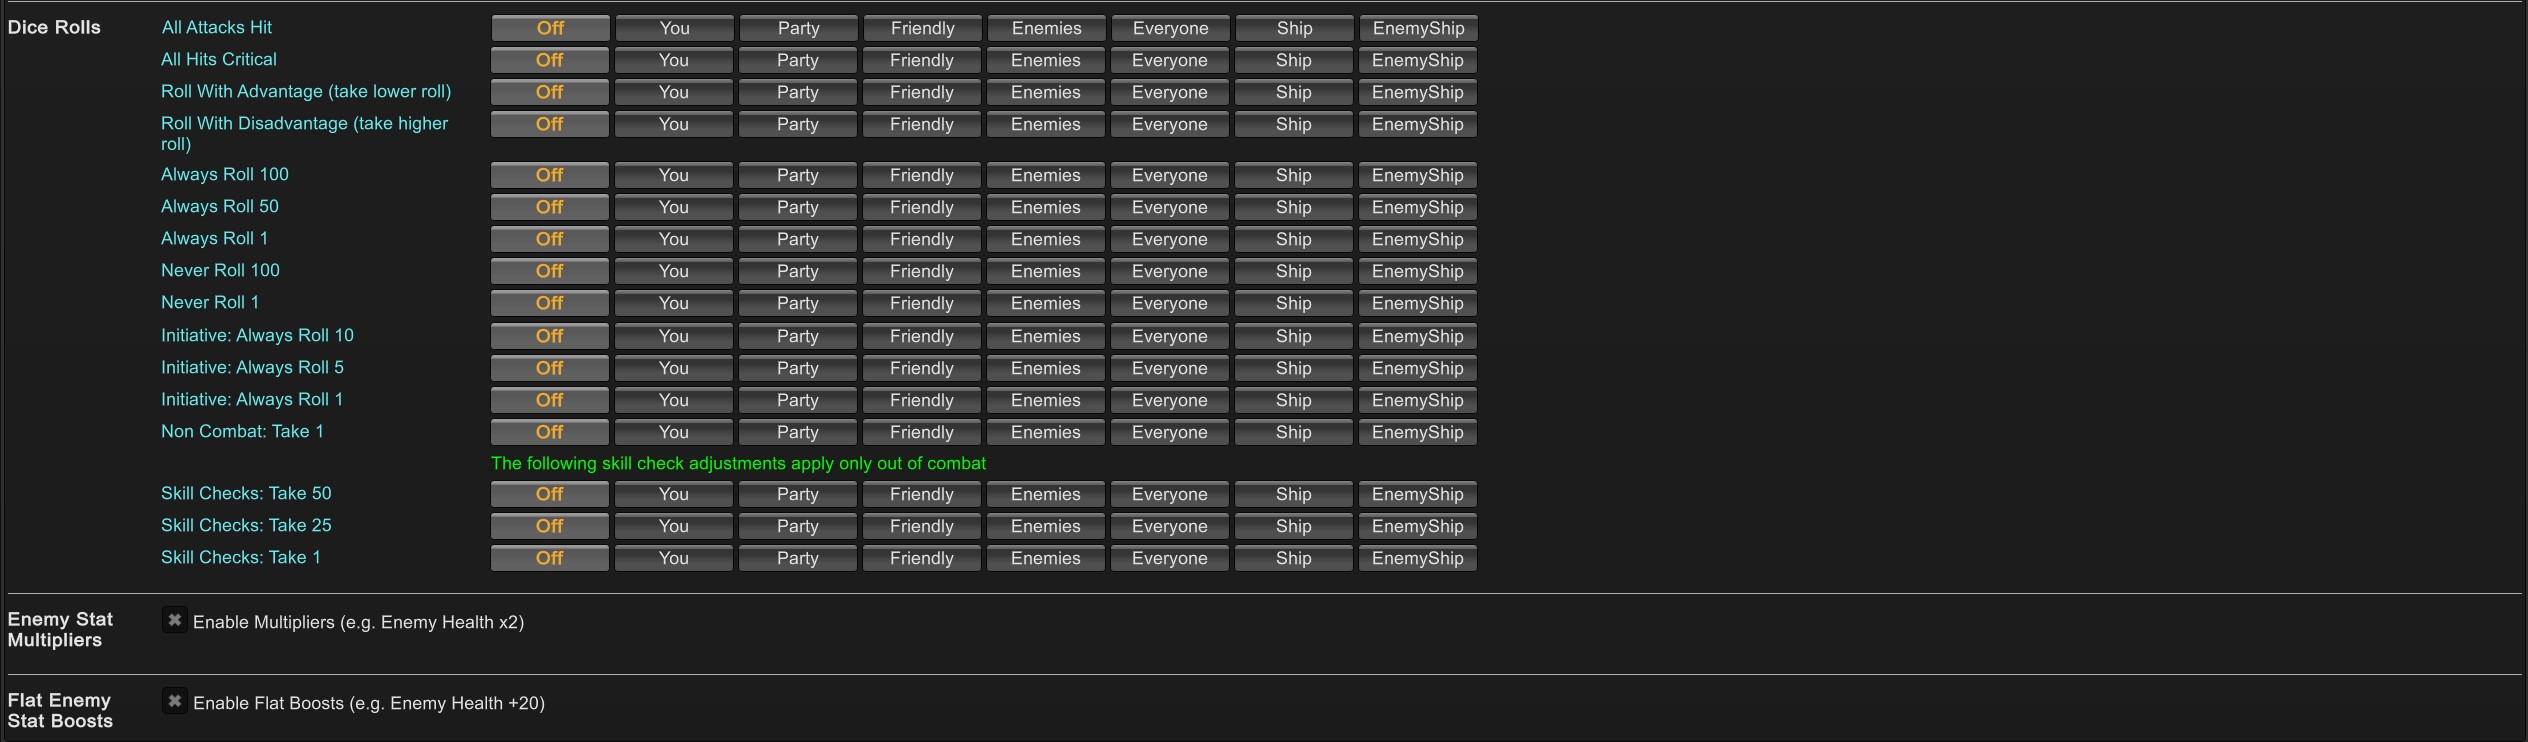 Dice Rolls All Attacks Hit Off You Party Friendly Enemies Everyone Ship EnemyShip
All Hits Critical Off You Party Friendly Enemies Everyone Ship EnemyShip
Roll With Advantage (take lower roll) Off You Party Friendly Enemies Everyone Ship EnemyShip
Roll With Disadvantage (take higher Off You Party Friendly Enemies Everyone Ship EnemyShip
roll)
Always Roll 100 Off You Party Friendly Enemies Everyone Ship EnemyShip
Always Roll 50 Off You Party Friendly Enemies Everyone Ship EnemyShip
Always Roll 1 Off You Party Friendly Enemies Everyone Ship EnemyShip
Never Roll 100 Off You Party Friendly Enemies Everyone Ship EnemyShip
Never Roll 1 Off You Party Friendly Enemies Everyone Ship EnemyShip
Initiative: Always Roll 10 Off You Party Friendly Enemies Everyone Ship EnemyShip
Initiative: Always Roll 5 Off You Party Friendly Enemies Everyone Ship EnemyShip
Initiative: Always Roll 1 Off You Party Friendly Enemies Everyone Ship EnemyShip
Non Combat: Take 1 Off You Party Friendly Enemies Everyone Ship EnemyShip
The following skill check adjustments apply only out of combat
Skill Checks: Take 50 Off You Party Friendly Enemies Everyone Ship EnemyShip
Skill Checks: Take 25 Off You Party Friendly Enemies Everyone Ship EnemyShip
Skill Checks: Take 1 Off You Party Friendly Enemies Everyone Ship EnemyShip
Enemy Stat
Multipliers
✖ Enable Multipliers (e.g. Enemy Health x2)
Flat Enemy
Stat Boosts
✖ Enable Flat Boosts (e.g. Enemy Health +20)